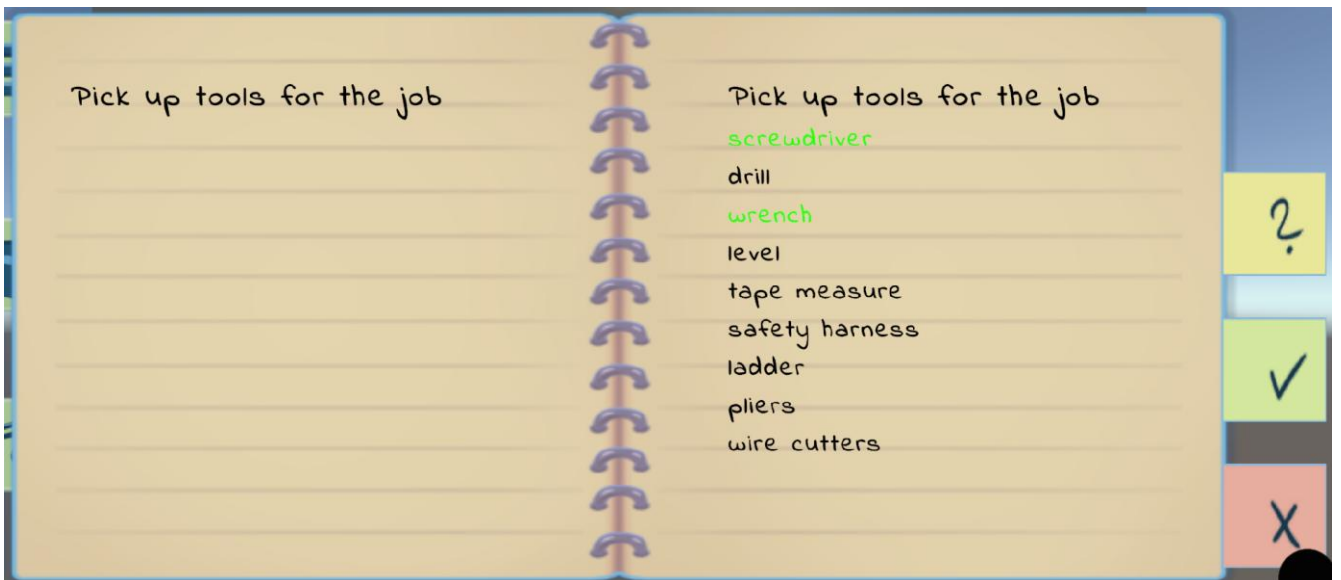 Pick up tools for the job
Pick up tools for the job
screwdriver
drill
wrench
level
tape measure
safety harness
ladder
pliers
wire cutters
?
✓
X